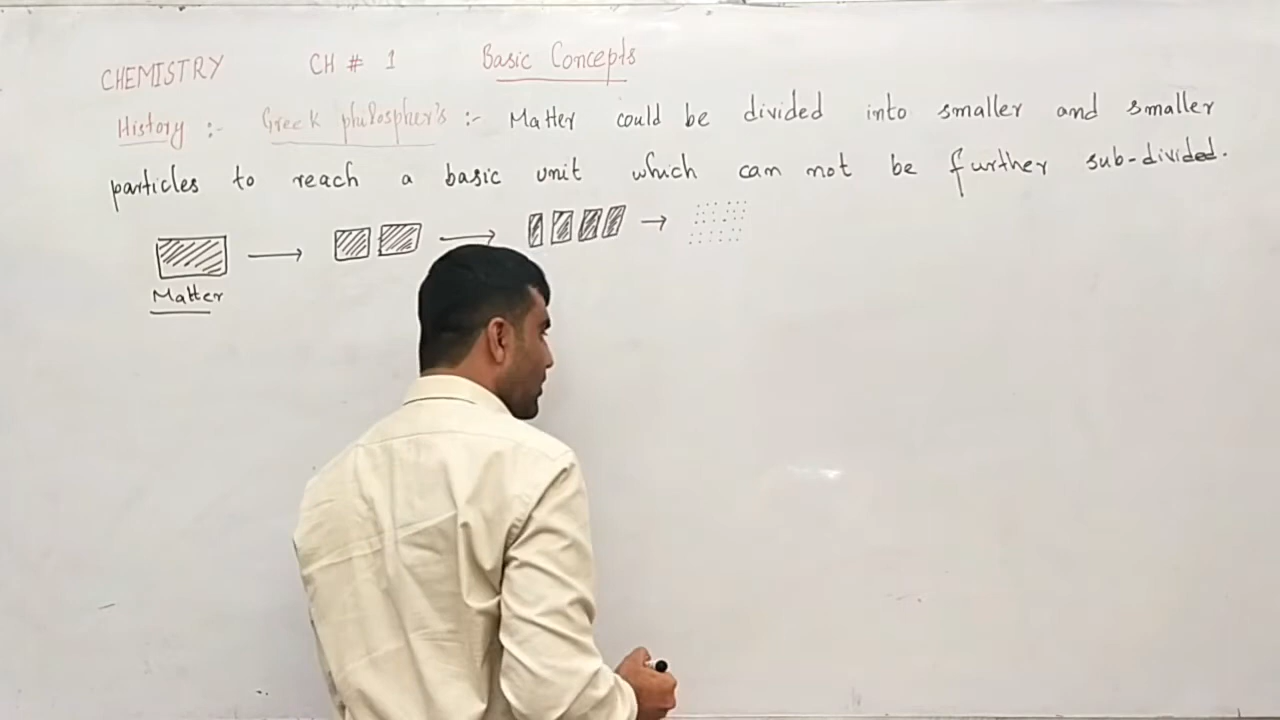 CHEMISTRY CH # 1 Basic Concepts
History :- Greek philospher's :- Matter could be divided into smaller and smaller
particles to reach a basic unit which can not be further sub-divided.
Matter